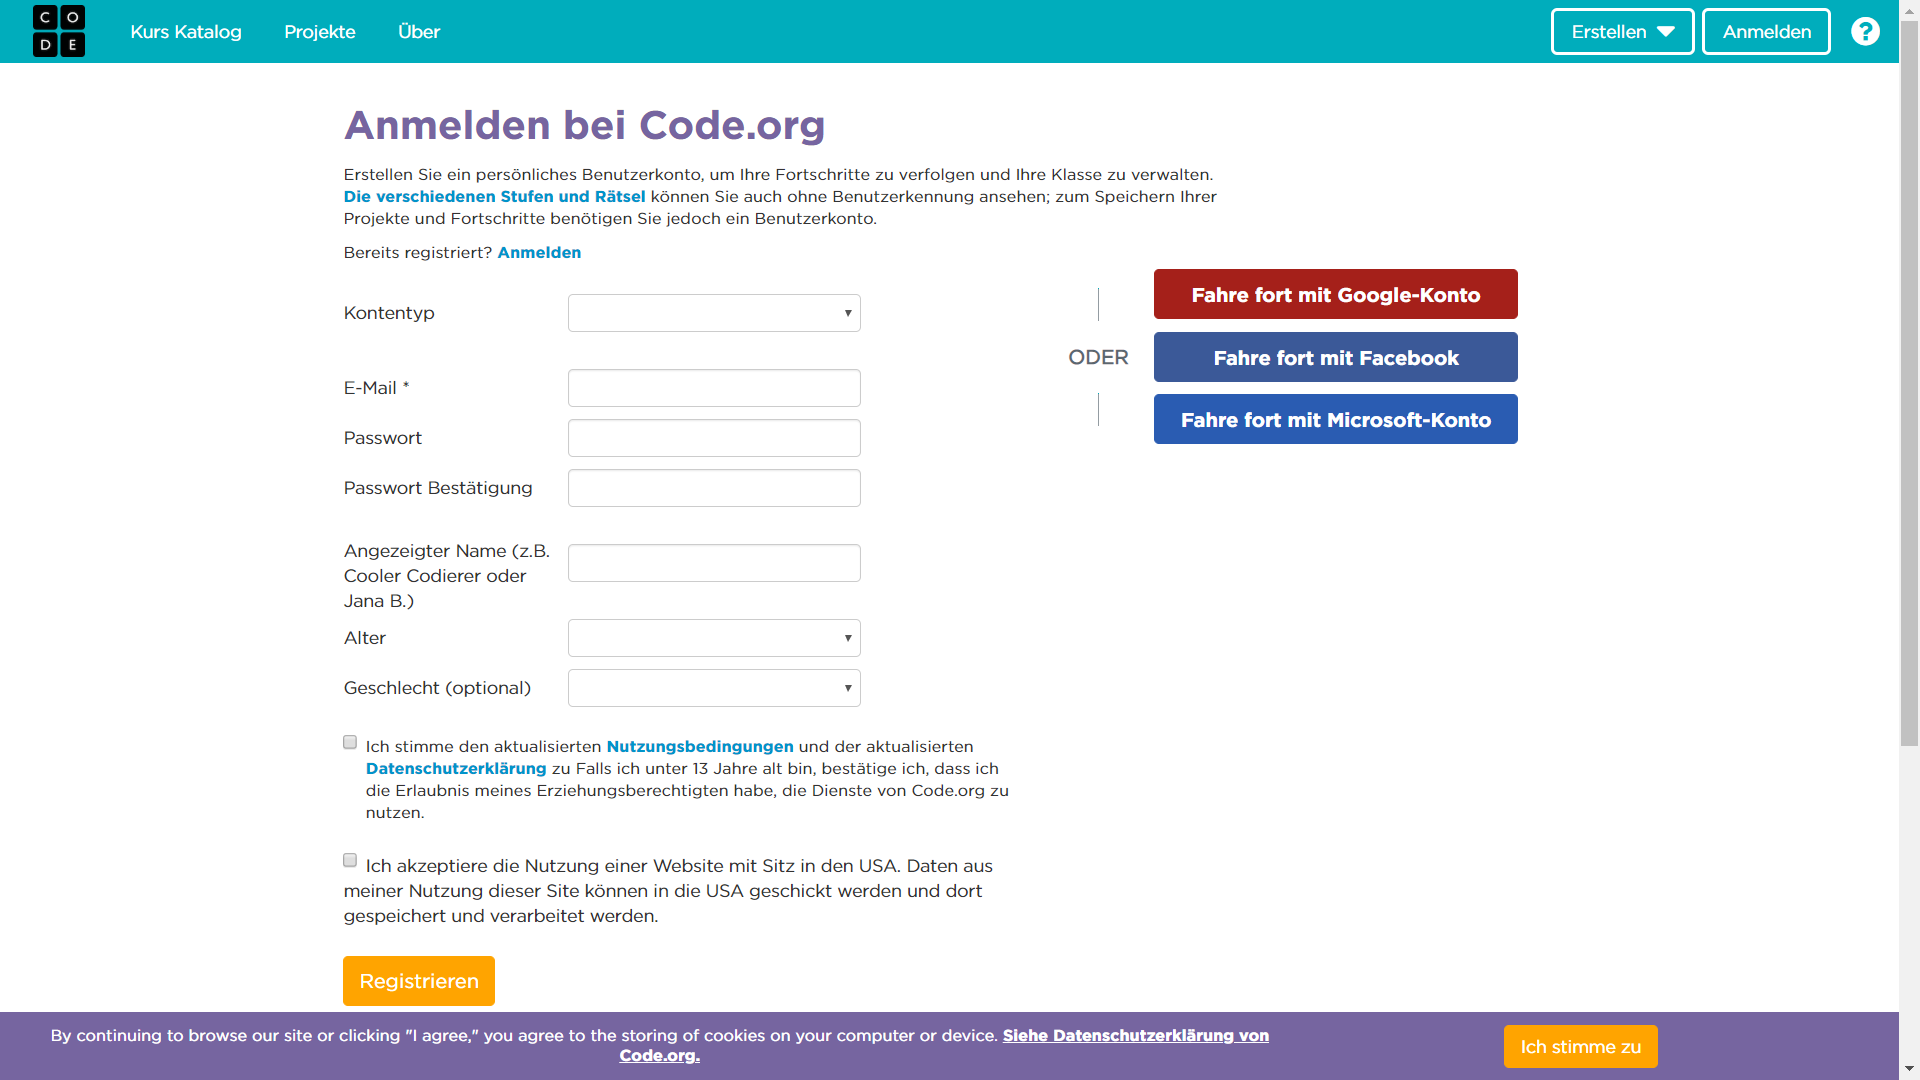 C O
D E
Kurs Katalog
Projekte
Über
Erstellen
Anmelden
?
Anmelden bei Code.org
Erstellen Sie ein persönliches Benutzerkonto, um Ihre Fortschritte zu verfolgen und Ihre Klasse zu verwalten.
Die verschiedenen Stufen und Rätsel können Sie auch ohne Benutzerkennung ansehen; zum Speichern Ihrer
Projekte und Fortschritte benötigen Sie jedoch ein Benutzerkonto.
Bereits registriert? Anmelden
Kontentyp
E-Mail *
Passwort
Passwort Bestätigung
Angezeigter Name (z.B.
Cooler Codierer oder
Jana B.)
Alter
Geschlecht (optional)
ODER
Fahre fort mit Google-Konto
Fahre fort mit Facebook
Fahre fort mit Microsoft-Konto
Ich stimme den aktualisierten Nutzungsbedingungen und der aktualisierten
Datenschutzerklärung zu Falls ich unter 13 Jahre alt bin, bestätige ich, dass ich
die Erlaubnis meines Erziehungsberechtigten habe, die Dienste von Code.org zu
nutzen.
Ich akzeptiere die Nutzung einer Website mit Sitz in den USA. Daten aus
meiner Nutzung dieser Site können in die USA geschickt werden und dort
gespeichert und verarbeitet werden.
Registrieren
By continuing to browse our site or clicking "I agree," you agree to the storing of cookies on your computer or device. Siehe Datenschutzerklärung von
Code.org.
Ich stimme zu